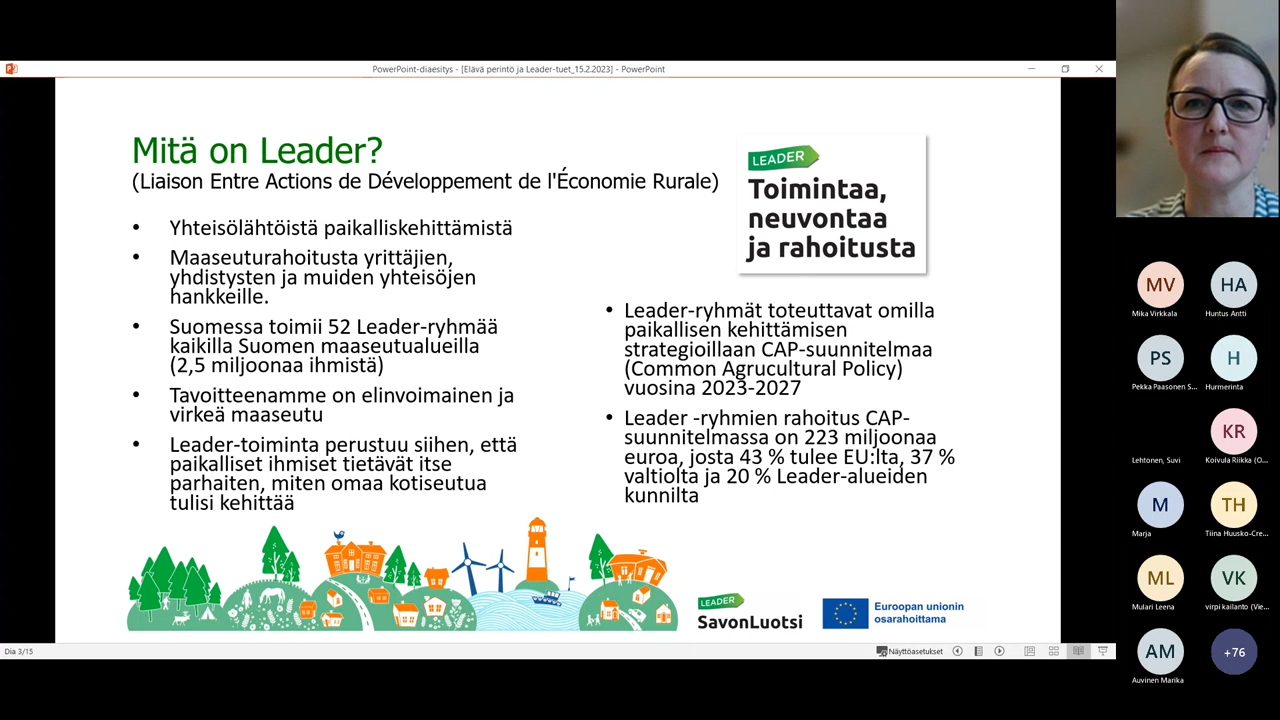 PowerPoint-diaesitys - [Elävä perintö ja Leader-tuet_15.2.2023] - PowerPoint
Mitä on Leader?
(Liaison Entre Actions de Développement de l'Économie Rurale)
• Yhteisölähtöistä paikalliskehittämistä
• Maaseuturahoitusta yrittäjien,
yhdistysten ja muiden yhteisöjen
hankkeille.
• Suomessa toimii 52 Leader-ryhmää
kaikilla Suomen maaseutualueilla
(2,5 miljoonaa ihmistä)
• Tavoitteenamme on elinvoimainen ja
virkeä maaseutu
• Leader-toiminta perustuu siihen, että
paikalliset ihmiset tietävät itse
parhaiten, miten omaa kotiseutua
tulisi kehittää
LEADER
Toimintaa,
neuvontaa
ja rahoitusta
• Leader-ryhmät toteuttavat omilla
paikallisen kehittämisen
strategioillaan CAP-suunnitelmaa
(Common Agrucultural Policy)
vuosina 2023-2027
• Leader -ryhmien rahoitus CAP-
suunnitelmassa on 223 miljoonaa
euroa, josta 43 % tulee EU:lta, 37 %
valtiolta ja 20 % Leader-alueiden
kunnilta
LEADER
SavonLuotsi
Euroopan unionin
osarahoittama
Dia 3/15
Näyttöasetukset
MV
Mika Virkkala
HA
Huntus Antti
PS
Pekka Paasonen S...
H
Hurmerinta
Lehtonen, Suvi
KR
Koivula Riikka (O...
M
Marja
TH
Tiina Huusko-Cre...
ML
Mulari Leena
VK
virpi kailanto (Vie...
AM
Auvinen Marika
+76